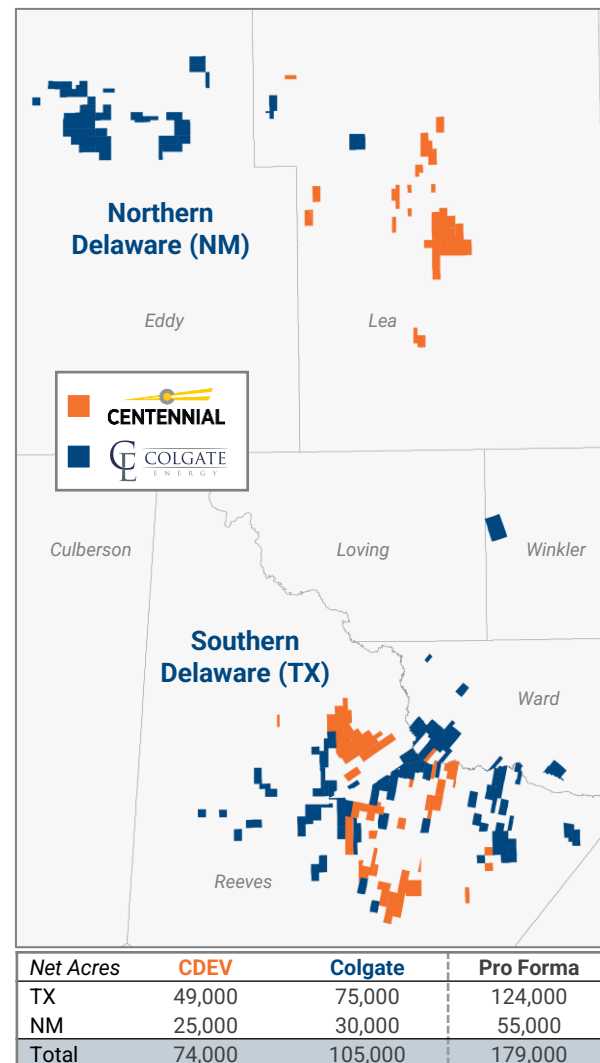 Northern
Delaware (NM)
Eddy
Lea
CENTENNIAL
CE COLGATE
ENERGY
Culberson
Loving
Winkler
Southern
Delaware (TX)
Ward
Reeves
Net Acres CDEV Colgate Pro Forma
TX 49,000 75,000 124,000
NM 25,000 30,000 55,000
Total 74,000 105,000 179,000